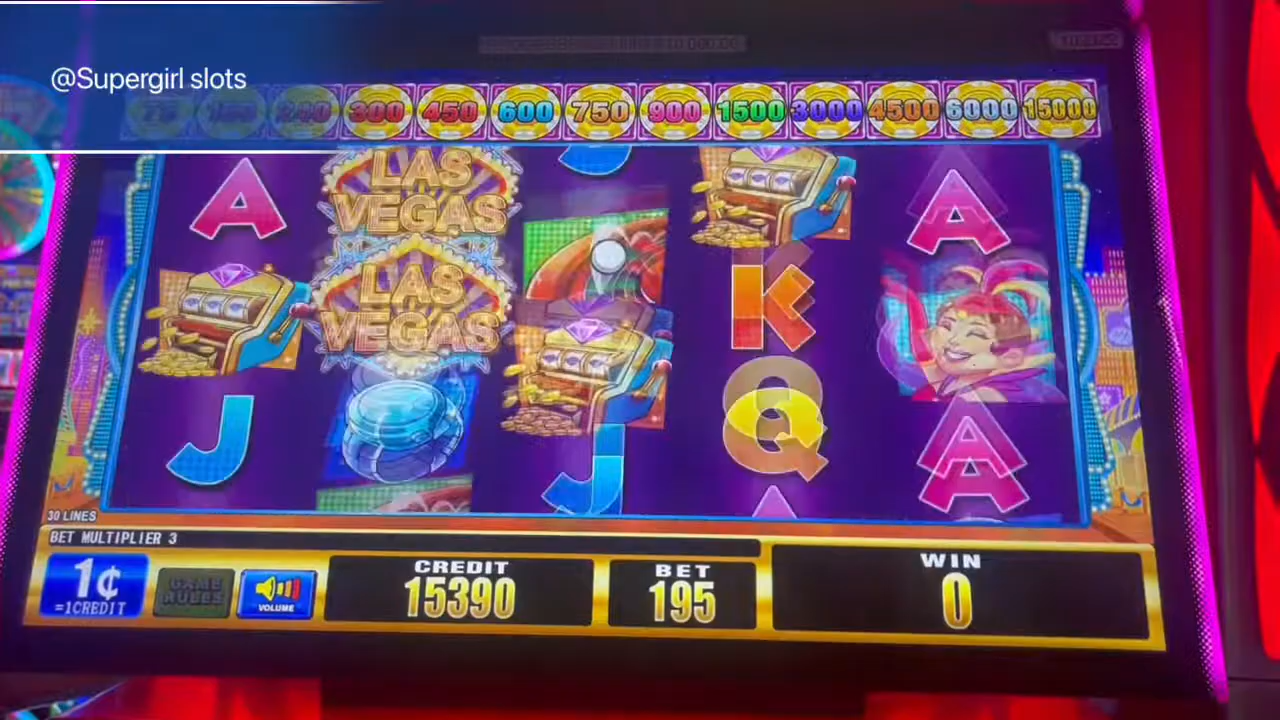 @Supergirl slots
300 450 600 750 900 1500 3000 4500 6000 15000
A
LAS
VEGAS
A
LAS
VEGAS
K
Q
J
J
A
30 LINES
BET MULTIPLIER 3
1¢
=1CREDIT
GAME
RULES
VOLUME
CREDIT
15390
BET
195
WIN
0